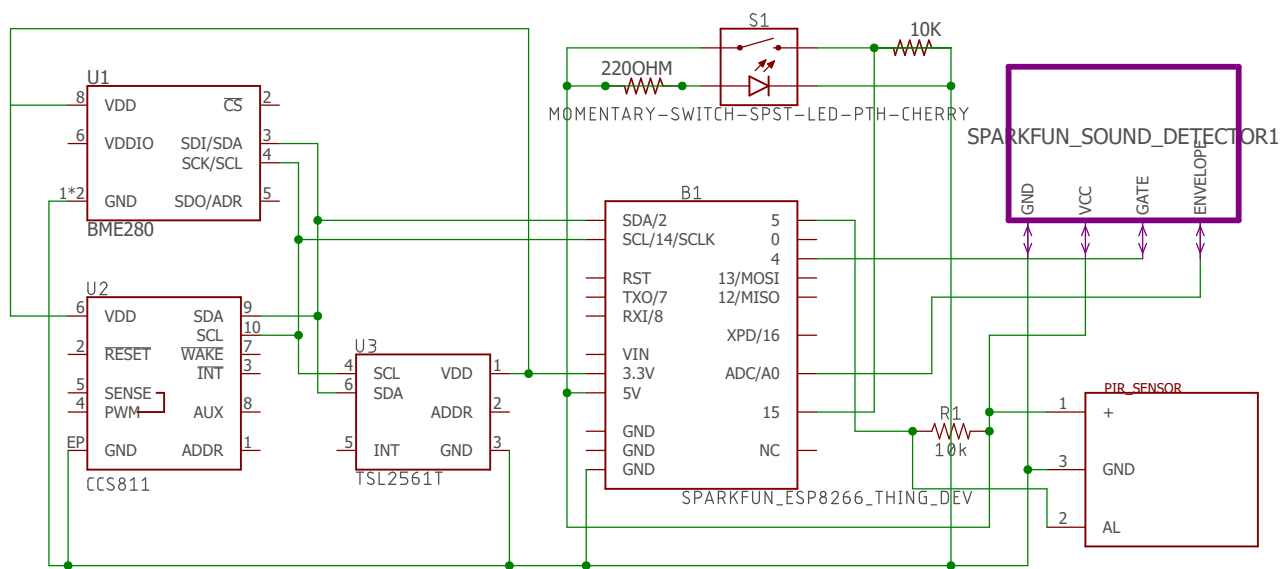 S1
220OHM
10K
MOMENTARY-SWITCH-SPST-LED-PTH-CHERRY
U1
8 VDD CS 2
6 VDDIO SDI/SDA 3
SCK/SCL 4
1*2 GND SDO/ADR 5
BME280
U2
6 VDD SDA 9
SCL 10
2 RESET WAKE 7
INT 3
5 SENSE
4 PWM AUX 8
EP GND ADDR 1
CCS811
U3
4 SCL VDD 1
6 SDA
ADDR 2
5 INT GND 3
TSL2561T
B1
SDA/2 5
SCL/14/SCLK 0
4
RST 13/MOSI
TXO/7 12/MISO
RXI/8
XPD/16
VIN
3.3V ADC/A0
5V
15
GND
GND NC
GND
SPARKFUN_ESP8266_THING_DEV
R1
10k
SPARKFUN_SOUND_DETECTOR1
GND
VCC
GATE
ENVELOPE
PIR_SENSOR
1 +
3 GND
2 AL